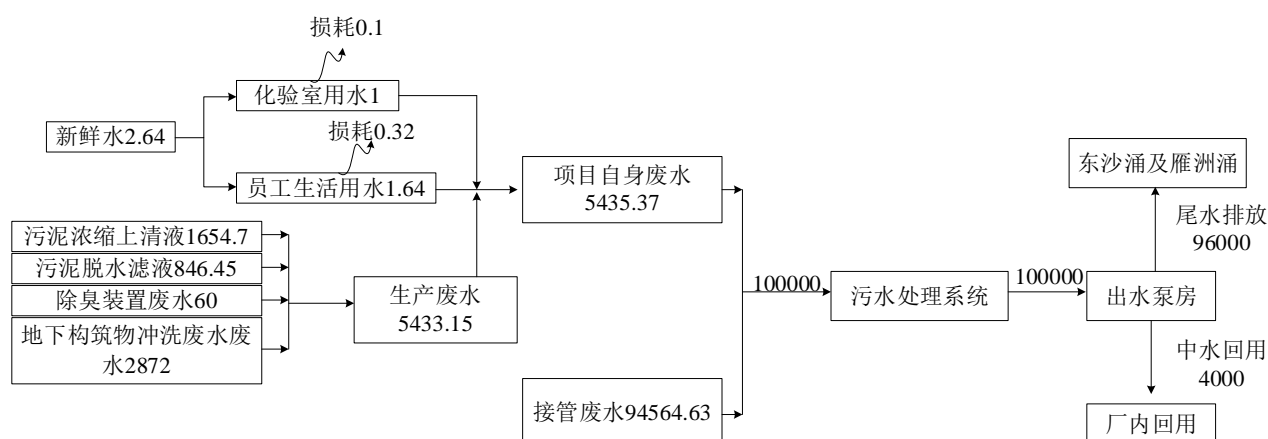 损耗0.1
化验室用水1
新鲜水2.64
损耗0.32
员工生活用水1.64
污泥浓缩上清液1654.7
污泥脱水滤液846.45
除臭装置废水60
地下构筑物冲洗废水废
水2872
生产废水
5433.15
项目自身废水
5435.37
接管废水94564.63
100000
污水处理系统
100000
出水泵房
东沙涌及雁洲涌
尾水排放
96000
中水回用
4000
厂内回用